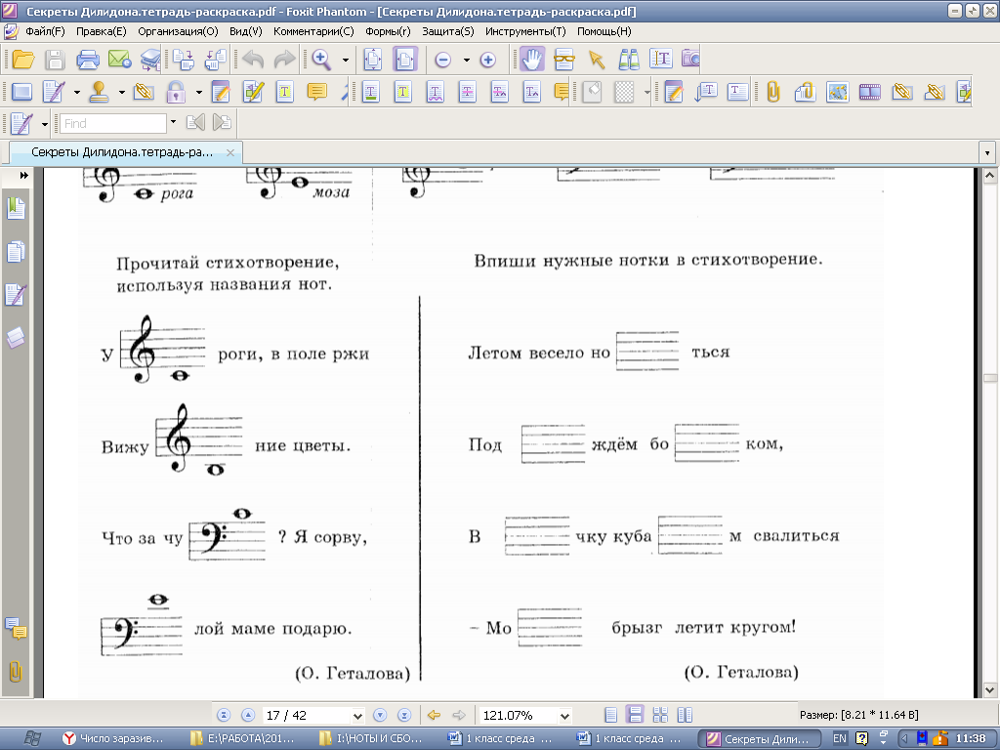 Секреты Дилидона.тетрадь-раскраска.pdf - Foxit Phantom - [Секреты Дилидона.тетрадь-раскраска.pdf]
Файл(F) Правка(E) Организация(O) Вид(V) Комментарии(C) Формы(r) Защита(S) Инструменты(T) Помощь(H)
Find
Секреты Дилидона.тетрадь-ра...
рога моза
Прочитай стихотворение,
используя названия нот.
У роги, в поле ржи
Вижу ние цветы.
Что за чу ? Я сорву,
лой маме подарю.
(О. Геталова)
Впиши нужные нотки в стихотворение.
Летом весело но ться
Под ждём бо ком,
В чку куба м свалиться
– Мо брызг летит кругом!
(О. Геталова)
17 / 42 121.07% Размер: [8.21 * 11.64 В]
Число заразив... E:\РАБОТА\201... I:\НОТЫ И СБО... 1 класс среда ... 1 класс среда ... Секреты Дилидо... EN 11:38